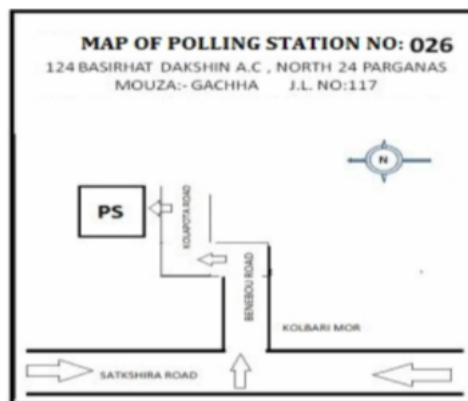 MAP OF POLLING STATION NO: 026
124 BASIRHAT DAKSHIN A.C , NORTH 24 PARGANAS
MOUZA:- GACHHA J.L. NO:117
N
PS
KOLAPOTA ROAD
BENEBOU ROAD
KOLBARI MOR
SATKSHIRA ROAD